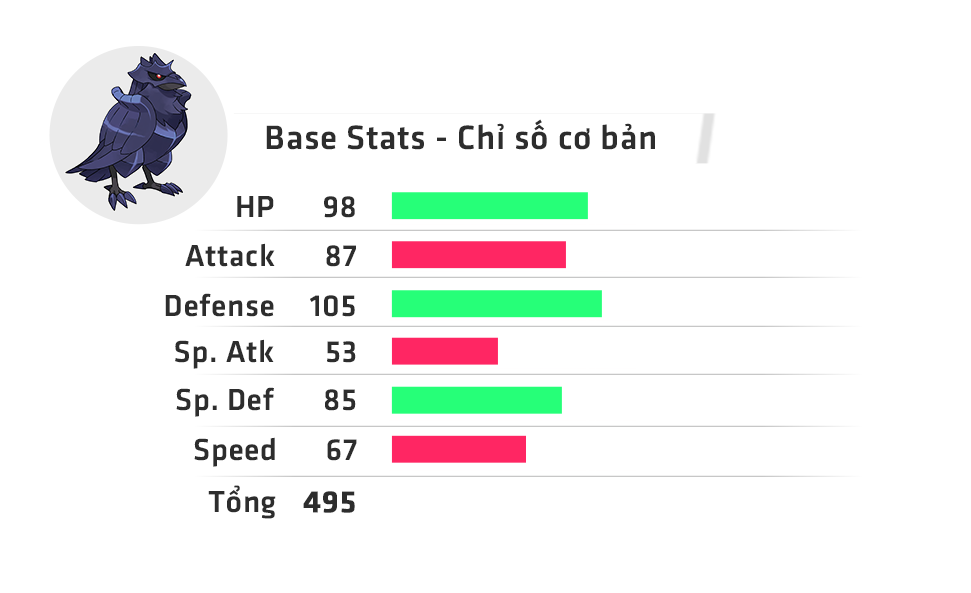 Base Stats - Chỉ số cơ bản
HP 98
Attack 87
Defense 105
Sp. Atk 53
Sp. Def 85
Speed 67
Tổng 495